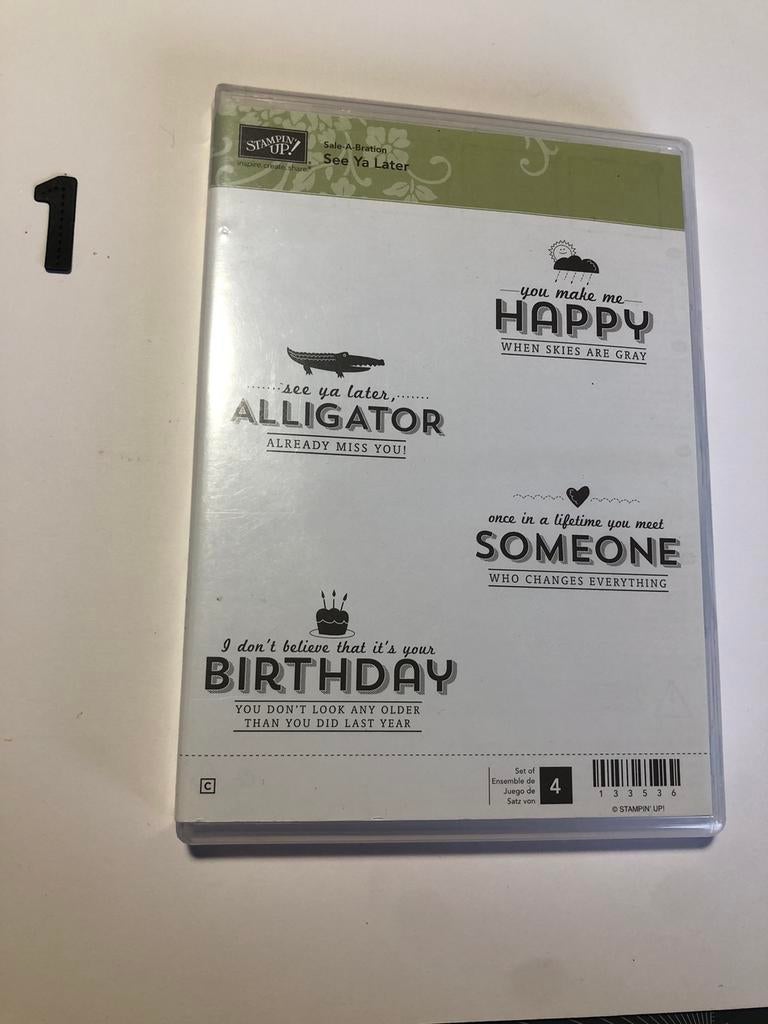 1
STAMPIN' UP!
inspire.create.share.
Sale-A-Bration
See Ya Later
you make me
HAPPY
WHEN SKIES ARE GRAY
see ya later,
ALLIGATOR
ALREADY MISS YOU!
once in a lifetime you meet
SOMEONE
WHO CHANGES EVERYTHING
I don't believe that it's your
BIRTHDAY
YOU DON'T LOOK ANY OLDER
THAN YOU DID LAST YEAR
C
Set of
Ensemble de
Juego de
Satz von
4
1 3 3 5 3 6
© STAMPIN' UP!